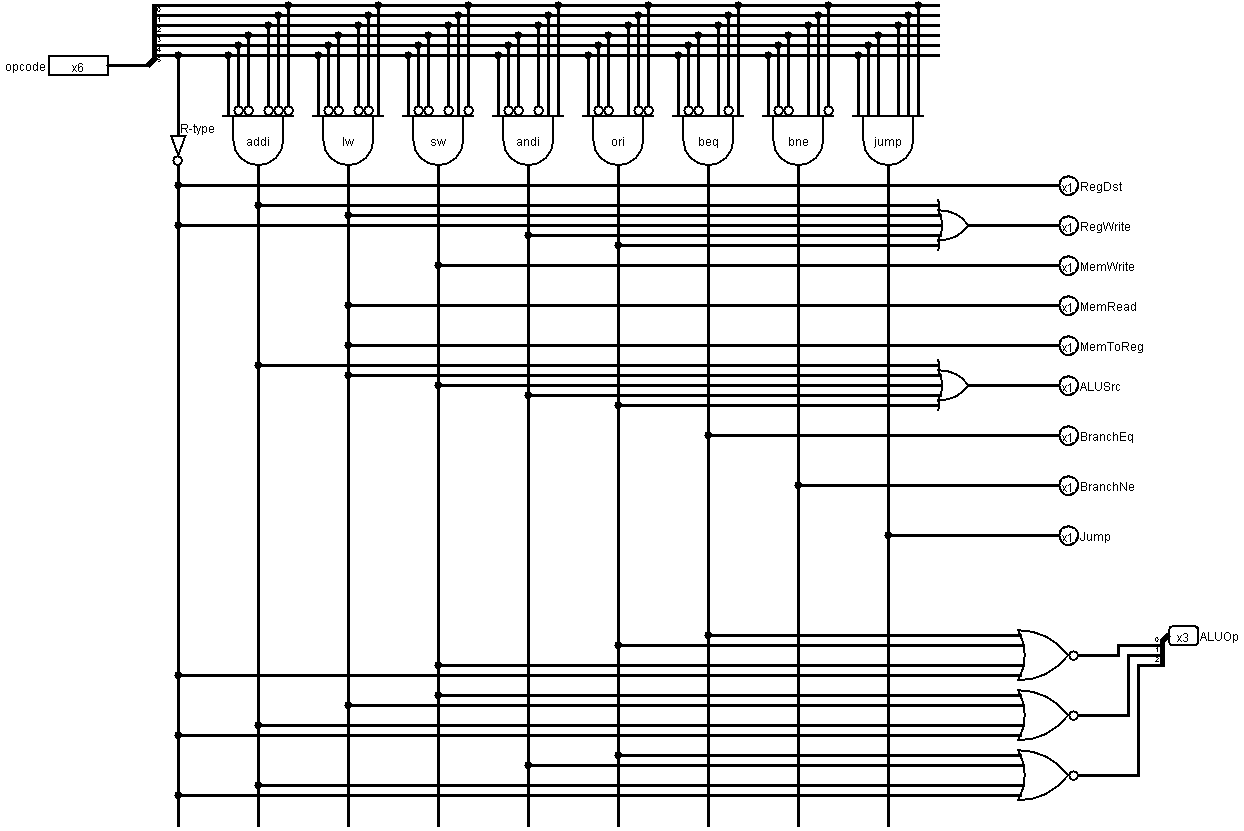 0
1
2
3
4
5
opcode x6
R-type
addi lw sw andi ori beq bne jump
x1 RegDst
x1 RegWrite
x1 MemWrite
x1 MemRead
x1 MemToReg
x1 ALUSrc
x1 BranchEq
x1 BranchNe
x1 Jump
x3 ALUOp
0
1
2